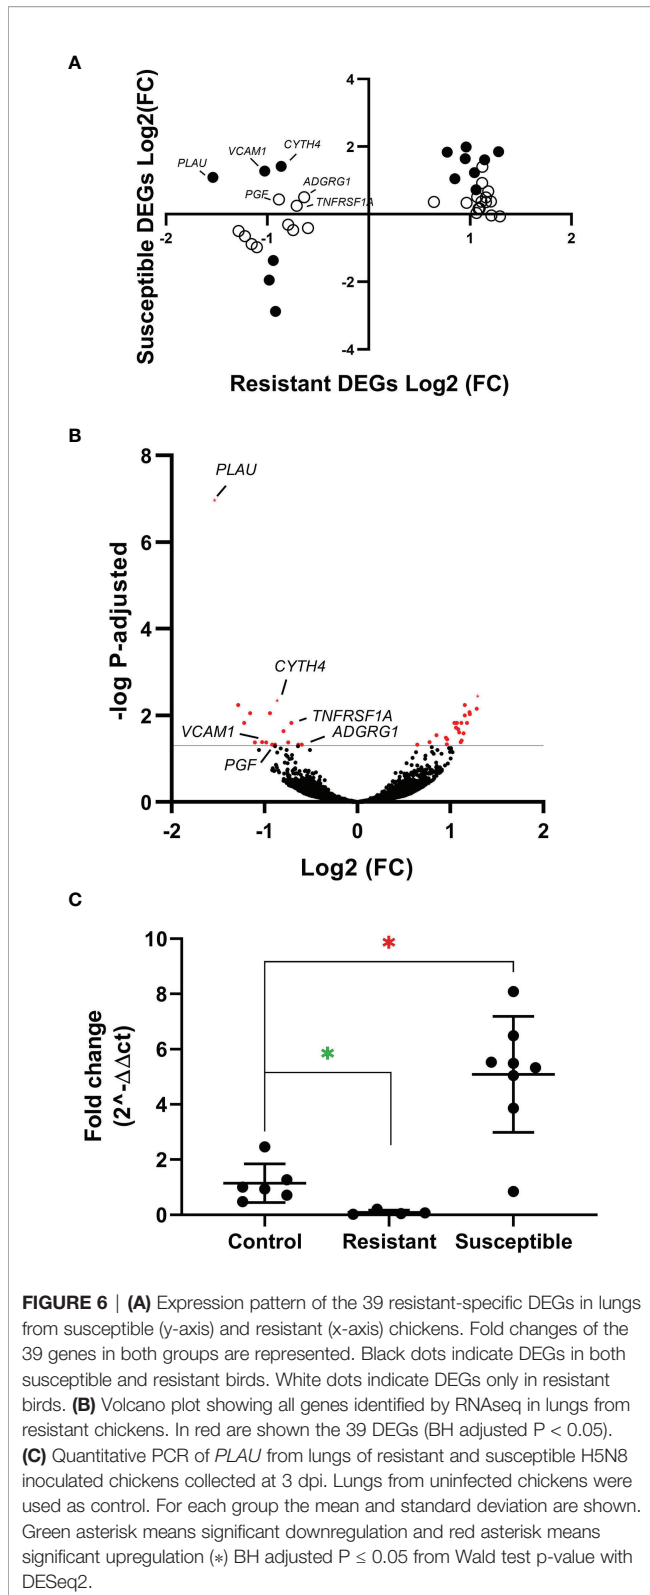 A
Susceptible DEGs Log2(FC)
4
2
-2
-4
-2
-1
1
2
PLAU
VCAM1
CYTH4
PGF
ADGRG1
TNFRSF1A
Resistant DEGs Log2 (FC)
B
-log P-adjusted
8
6
4
2
0
PLAU
CYTH4
TNFRSF1A
VCAM1
ADGRG1
PGF
-2
-1
0
1
2
Log2 (FC)
C
Fold change
(2^-ΔΔct)
10
8
6
4
2
0
*
*
Control
Resistant
Susceptible
FIGURE 6 | (A) Expression pattern of the 39 resistant-specific DEGs in lungs
from susceptible (y-axis) and resistant (x-axis) chickens. Fold changes of the
39 genes in both groups are represented. Black dots indicate DEGs in both
susceptible and resistant birds. White dots indicate DEGs only in resistant
birds. (B) Volcano plot showing all genes identified by RNAseq in lungs from
resistant chickens. In red are shown the 39 DEGs (BH adjusted P < 0.05).
(C) Quantitative PCR of PLAU from lungs of resistant and susceptible H5N8
inoculated chickens collected at 3 dpi. Lungs from uninfected chickens were
used as control. For each group the mean and standard deviation are shown.
Green asterisk means significant downregulation and red asterisk means
significant upregulation (*) BH adjusted P ≤ 0.05 from Wald test p-value with
DESeq2.